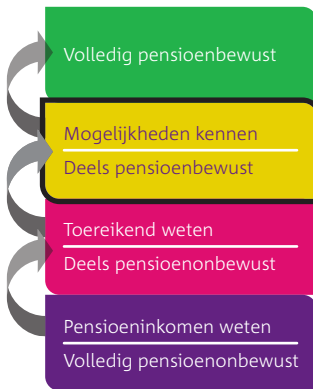 Volledig pensioenbewust
Mogelijkheden kennen
Deels pensioenbewust
Toereikend weten
Deels pensioenonbewust
Pensioeninkomen weten
Volledig pensioenonbewust